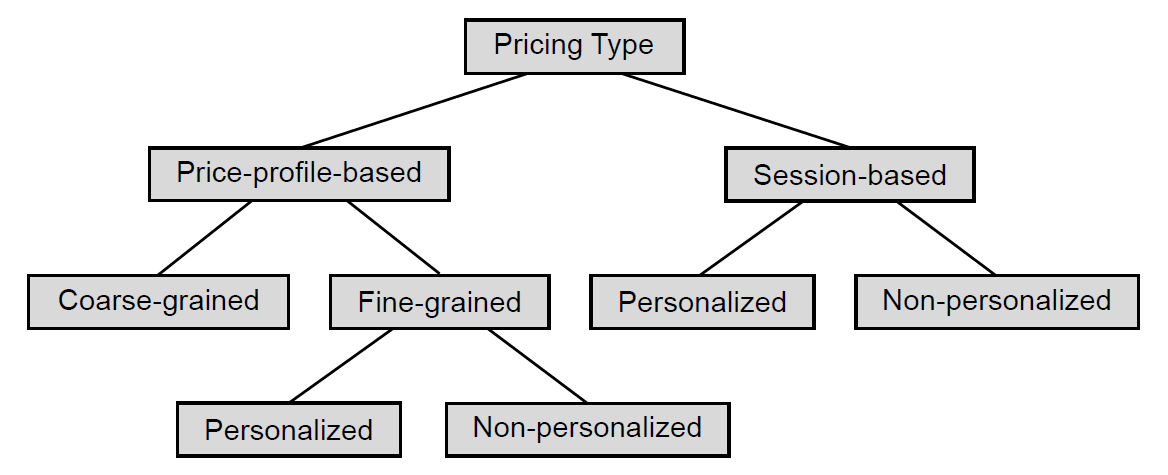 Pricing Type
Price-profile-based
Session-based
Coarse-grained
Fine-grained
Personalized
Non-personalized
Personalized
Non-personalized